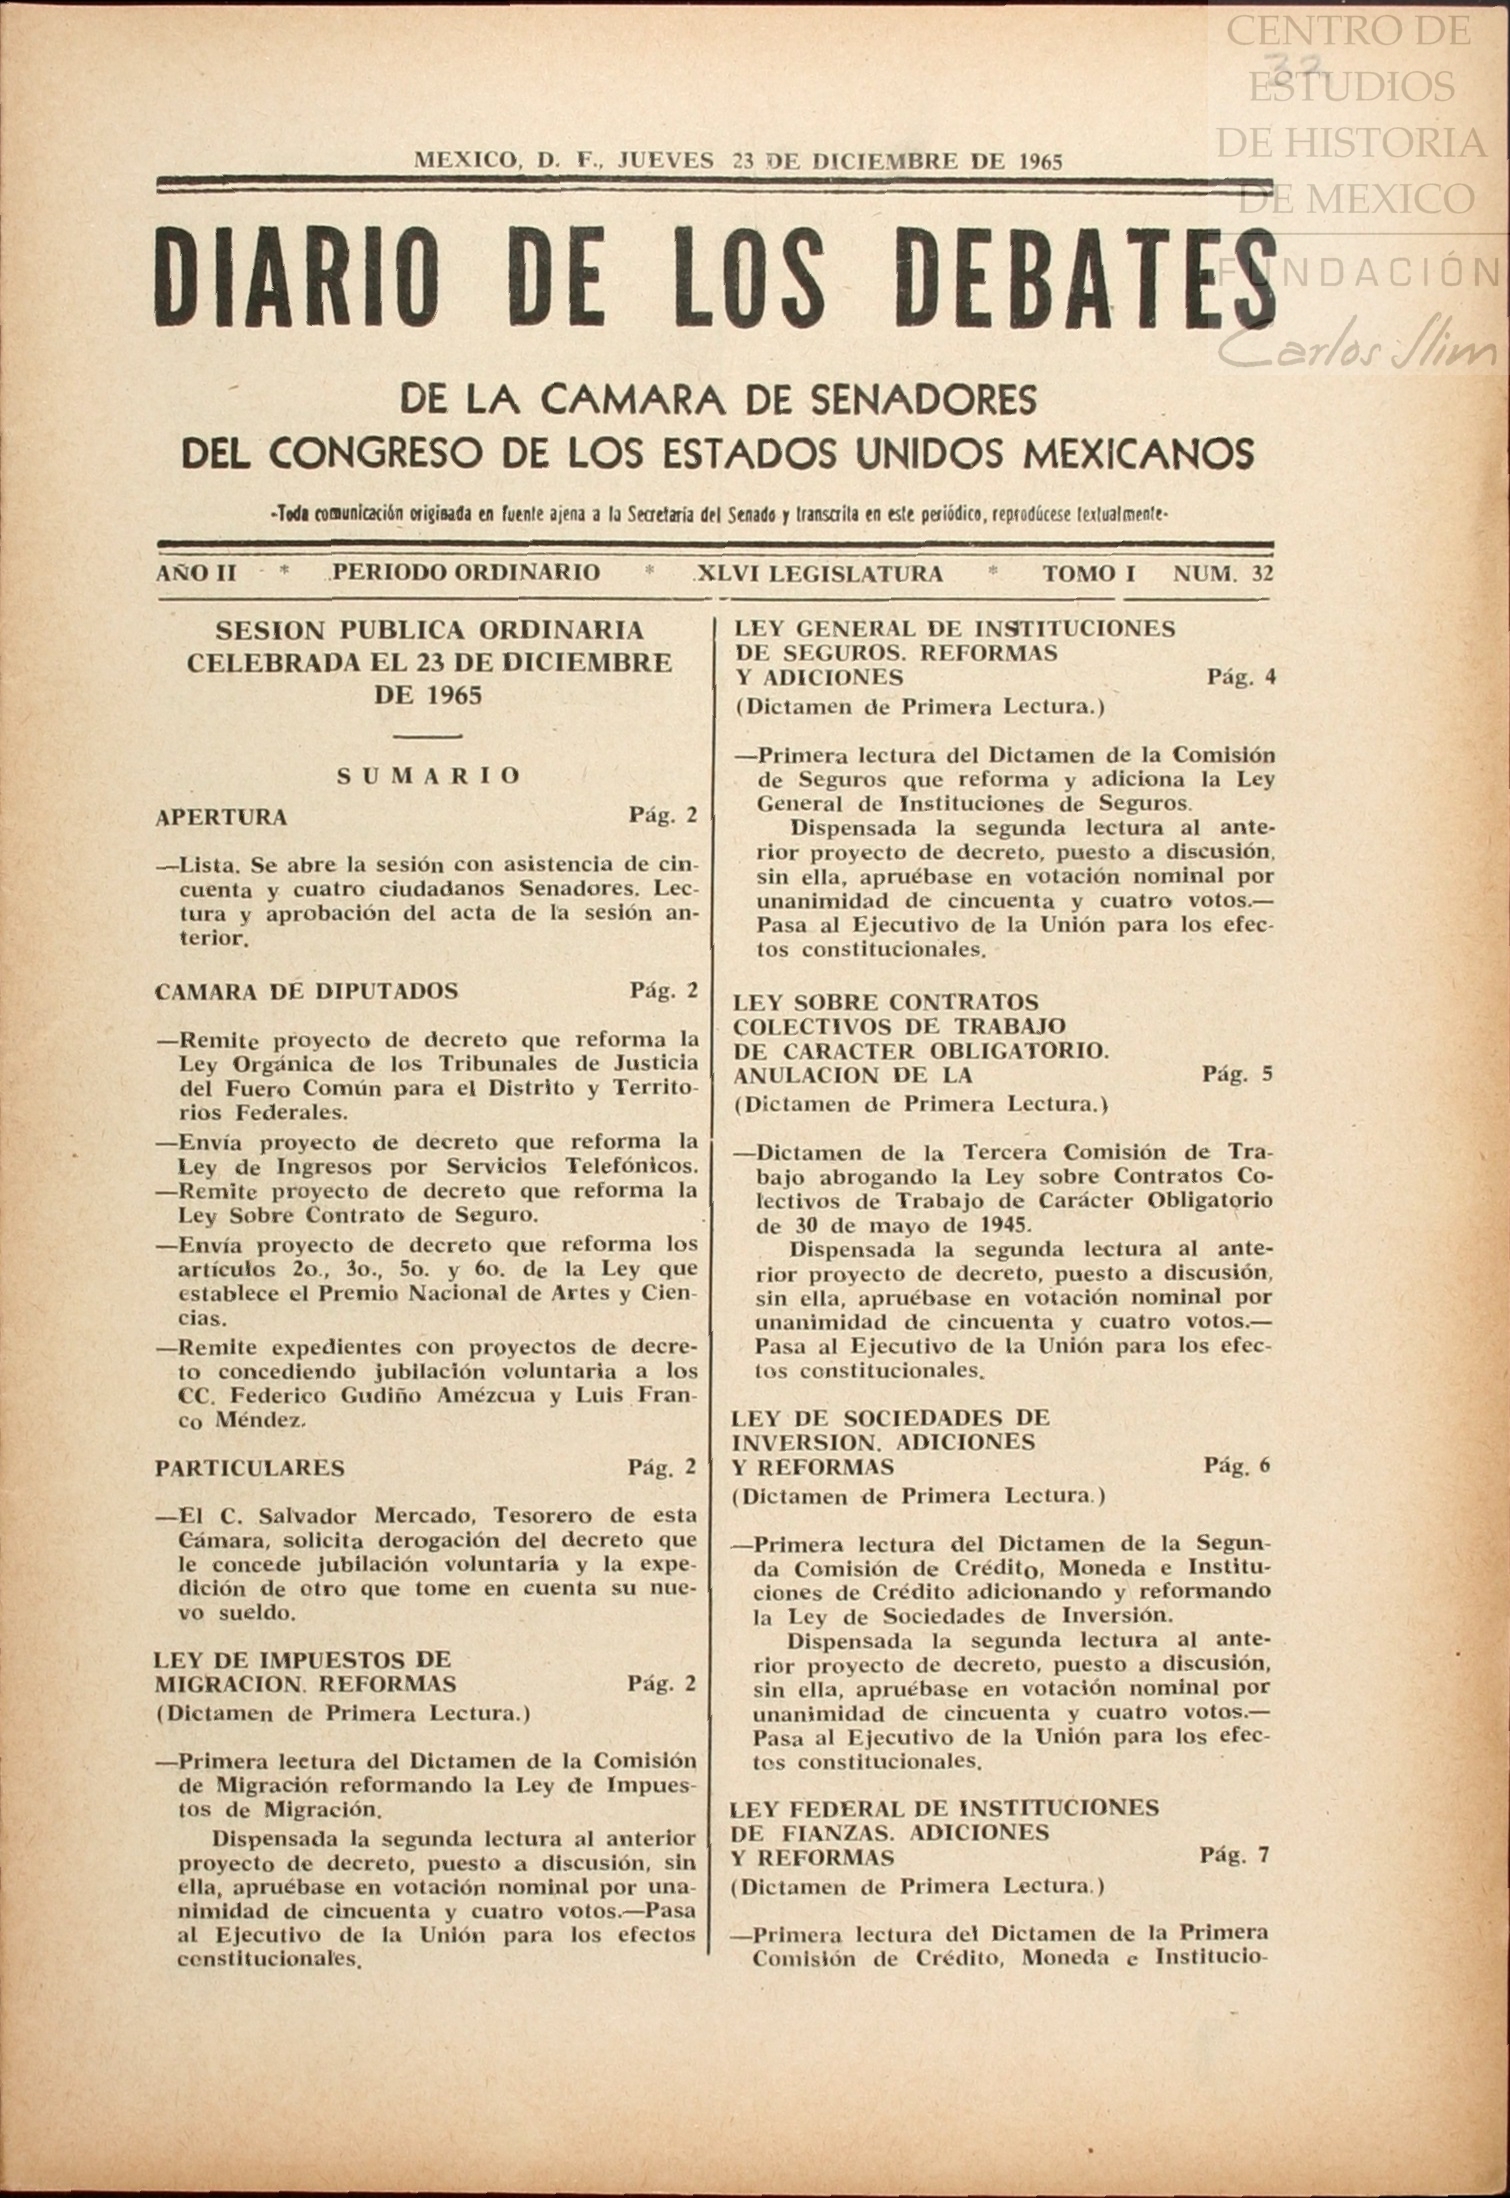 CENTRO DE
ESTUDIOS
DE HISTORIA
DE MEXICO
FUNDACIÓN
Carlos Slim
32
MEXICO, D. F., JUEVES 23 DE DICIEMBRE DE 1965
DIARIO DE LOS DEBATES
DE LA CAMARA DE SENADORES
DEL CONGRESO DE LOS ESTADOS UNIDOS MEXICANOS
-Toda comunicación originada en fuente ajena a la Secretaría del Senado y transcrita en este periódico, reprodúcese textualmente-
AÑO II * PERIODO ORDINARIO * XLVI LEGISLATURA * TOMO I NUM. 32
SESION PUBLICA ORDINARIA
CELEBRADA EL 23 DE DICIEMBRE
DE 1965
SUMARIO
APERTURA Pág. 2
—Lista. Se abre la sesión con asistencia de cin-
cuenta y cuatro ciudadanos Senadores. Lec-
tura y aprobación del acta de la sesión an-
terior.
CAMARA DE DIPUTADOS Pág. 2
—Remite proyecto de decreto que reforma la
Ley Orgánica de los Tribunales de Justicia
del Fuero Común para el Distrito y Territo-
rios Federales.
—Envía proyecto de decreto que reforma la
Ley de Ingresos por Servicios Telefónicos.
—Remite proyecto de decreto que reforma la
Ley Sobre Contrato de Seguro.
—Envía proyecto de decreto que reforma los
artículos 2o., 3o., 5o. y 6o. de la Ley que
establece el Premio Nacional de Artes y Cien-
cias.
—Remite expedientes con proyectos de decre-
to concediendo jubilación voluntaria a los
CC. Federico Gudiño Amézcua y Luis Fran-
co Méndez.
PARTICULARES Pág. 2
—El C. Salvador Mercado, Tesorero de esta
Cámara, solicita derogación del decreto que
le concede jubilación voluntaria y la expe-
dición de otro que tome en cuenta su nue-
vo sueldo.
LEY DE IMPUESTOS DE
MIGRACION. REFORMAS Pág. 2
(Dictamen de Primera Lectura.)
—Primera lectura del Dictamen de la Comisión
de Migración reformando la Ley de Impues-
tos de Migración.
Dispensada la segunda lectura al anterior
proyecto de decreto, puesto a discusión, sin
ella, apruébase en votación nominal por una-
nimidad de cincuenta y cuatro votos.—Pasa
al Ejecutivo de la Unión para los efectos
constitucionales.
LEY GENERAL DE INSTITUCIONES
DE SEGUROS. REFORMAS
Y ADICIONES Pág. 4
(Dictamen de Primera Lectura.)
—Primera lectura del Dictamen de la Comisión
de Seguros que reforma y adiciona la Ley
General de Instituciones de Seguros.
Dispensada la segunda lectura al ante-
rior proyecto de decreto, puesto a discusión,
sin ella, apruébase en votación nominal por
unanimidad de cincuenta y cuatro votos.—
Pasa al Ejecutivo de la Unión para los efec-
tos constitucionales.
LEY SOBRE CONTRATOS
COLECTIVOS DE TRABAJO
DE CARACTER OBLIGATORIO.
ANULACION DE LA Pág. 5
(Dictamen de Primera Lectura.)
—Dictamen de la Tercera Comisión de Tra-
bajo abrogando la Ley sobre Contratos Co-
lectivos de Trabajo de Carácter Obligatorio
de 30 de mayo de 1945.
Dispensada la segunda lectura al ante-
rior proyecto de decreto, puesto a discusión,
sin ella, apruébase en votación nominal por
unanimidad de cincuenta y cuatro votos.—
Pasa al Ejecutivo de la Unión para los efec-
tos constitucionales.
LEY DE SOCIEDADES DE
INVERSION. ADICIONES
Y REFORMAS Pág. 6
(Dictamen de Primera Lectura.)
—Primera lectura del Dictamen de la Segun-
da Comisión de Crédito, Moneda e Institu-
ciones de Crédito adicionando y reformando
la Ley de Sociedades de Inversión.
Dispensada la segunda lectura al ante-
rior proyecto de decreto, puesto a discusión,
sin ella, apruébase en votación nominal por
unanimidad de cincuenta y cuatro votos.—
Pasa al Ejecutivo de la Unión para los efec-
tos constitucionales.
LEY FEDERAL DE INSTITUCIONES
DE FIANZAS. ADICIONES
Y REFORMAS Pág. 7
(Dictamen de Primera Lectura.)
—Primera lectura del Dictamen de la Primera
Comisión de Crédito, Moneda e Institucio-